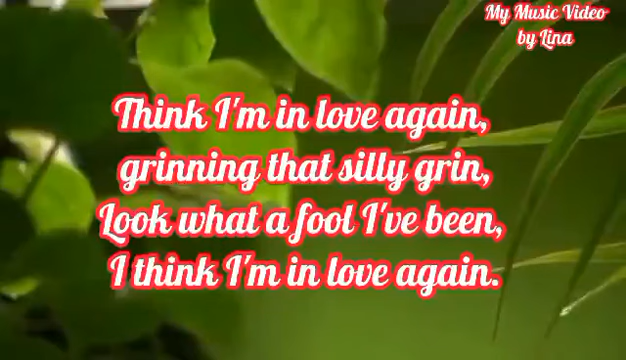 My Music Video
by Lina
Think I'm in love again,
grinning that silly grin,
Look what a fool I've been,
I think I'm in love again.